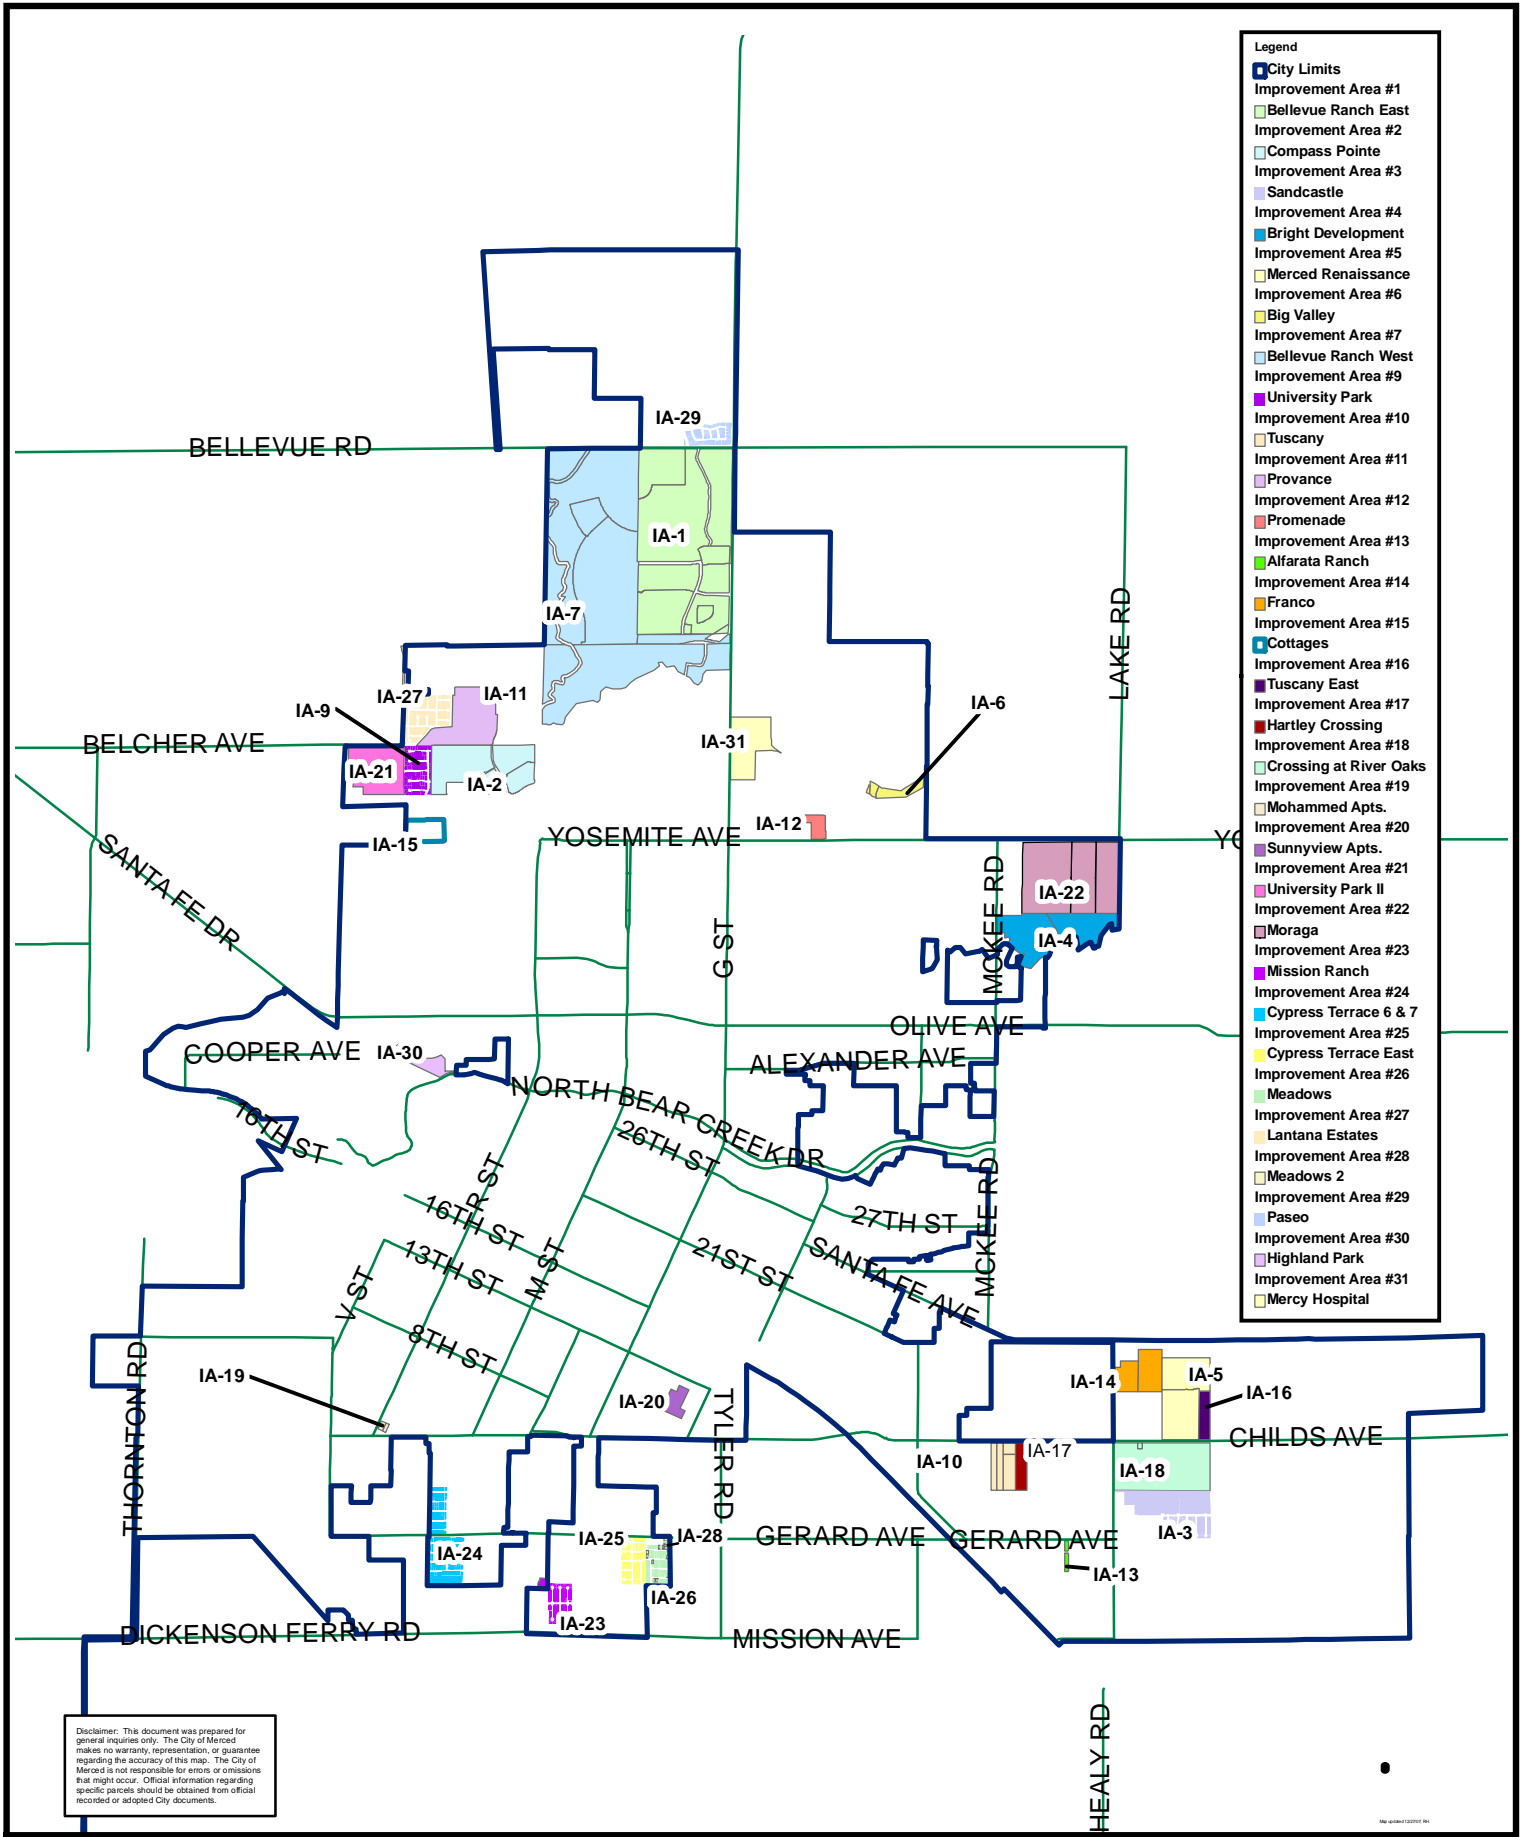 Legend
City Limits
Improvement Area #1
Bellevue Ranch East
Improvement Area #2
Compass Pointe
Improvement Area #3
Sandcastle
Improvement Area #4
Bright Development
Improvement Area #5
Merced Renaissance
Improvement Area #6
Big Valley
Improvement Area #7
Bellevue Ranch West
Improvement Area #9
University Park
Improvement Area #10
Tuscany
Improvement Area #11
Provance
Improvement Area #12
Promenade
Improvement Area #13
Alfarata Ranch
Improvement Area #14
Franco
Improvement Area #15
Cottages
Improvement Area #16
Tuscany East
Improvement Area #17
Hartley Crossing
Improvement Area #18
Crossing at River Oaks
Improvement Area #19
Mohammed Apts.
Improvement Area #20
Sunnyview Apts.
Improvement Area #21
University Park II
Improvement Area #22
Moraga
Improvement Area #23
Mission Ranch
Improvement Area #24
Cypress Terrace 6 & 7
Improvement Area #25
Cypress Terrace East
Improvement Area #26
Meadows
Improvement Area #27
Lantana Estates
Improvement Area #28
Meadows 2
Improvement Area #29
Paseo
Improvement Area #30
Highland Park
Improvement Area #31
Mercy Hospital
IA-29
BELLEVUE RD
IA-1
IA-7
LAKE RD
IA-27
IA-11
IA-9
IA-6
BELCHER AVE
IA-31
IA-21
IA-2
IA-12
YOSEMITE AVE
YO
IA-15
SANTA FE DR
MCKEE RD
IA-22
IA-4
G ST
OLIVE AVE
COOPER AVE
IA-30
ALEXANDER AVE
NORTH BEAR CREEK DR
16TH ST
26TH ST
R ST
16TH ST
27TH ST
MCKEE RD
13TH ST
M ST
21ST ST
SANTA FE AVE
V ST
8TH ST
THORNTON RD
IA-19
IA-20
TYLER RD
IA-14
IA-5
IA-16
CHILDS AVE
IA-10
IA-17
IA-18
IA-3
IA-25
IA-28
GERARD AVE
GERARD AVE
IA-24
IA-13
IA-26
IA-23
DICKENSON FERRY RD
MISSION AVE
HEALY RD
Disclaimer: This document was prepared for
general inquiries only. The City of Merced
makes no warranty, representation, or guarantee
regarding the accuracy of this map. The City of
Merced is not responsible for errors or omissions
that might occur. Official information regarding
specific parcels should be obtained from official
recorded or adopted City documents.
Map updated